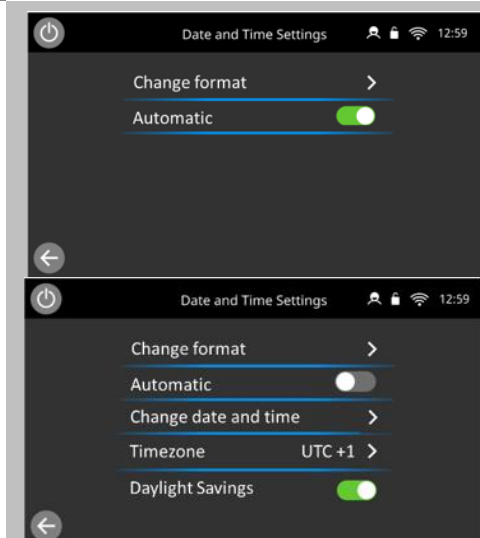 Date and Time Settings 12:59
Change format
Automatic
Date and Time Settings 12:59
Change format
Automatic
Change date and time
Timezone UTC +1
Daylight Savings